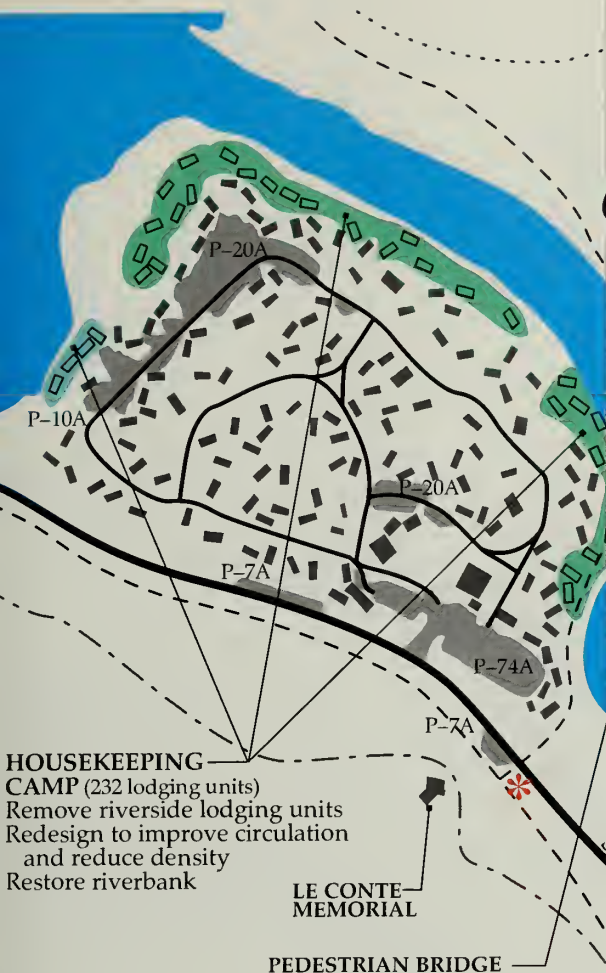 P–20A
P–10A
P–20A
P–7A
P–74A
P–7A
HOUSEKEEPING
CAMP (232 lodging units)
Remove riverside lodging units
Redesign to improve circulation
and reduce density
Restore riverbank
LE CONTE
MEMORIAL
PEDESTRIAN BRIDGE